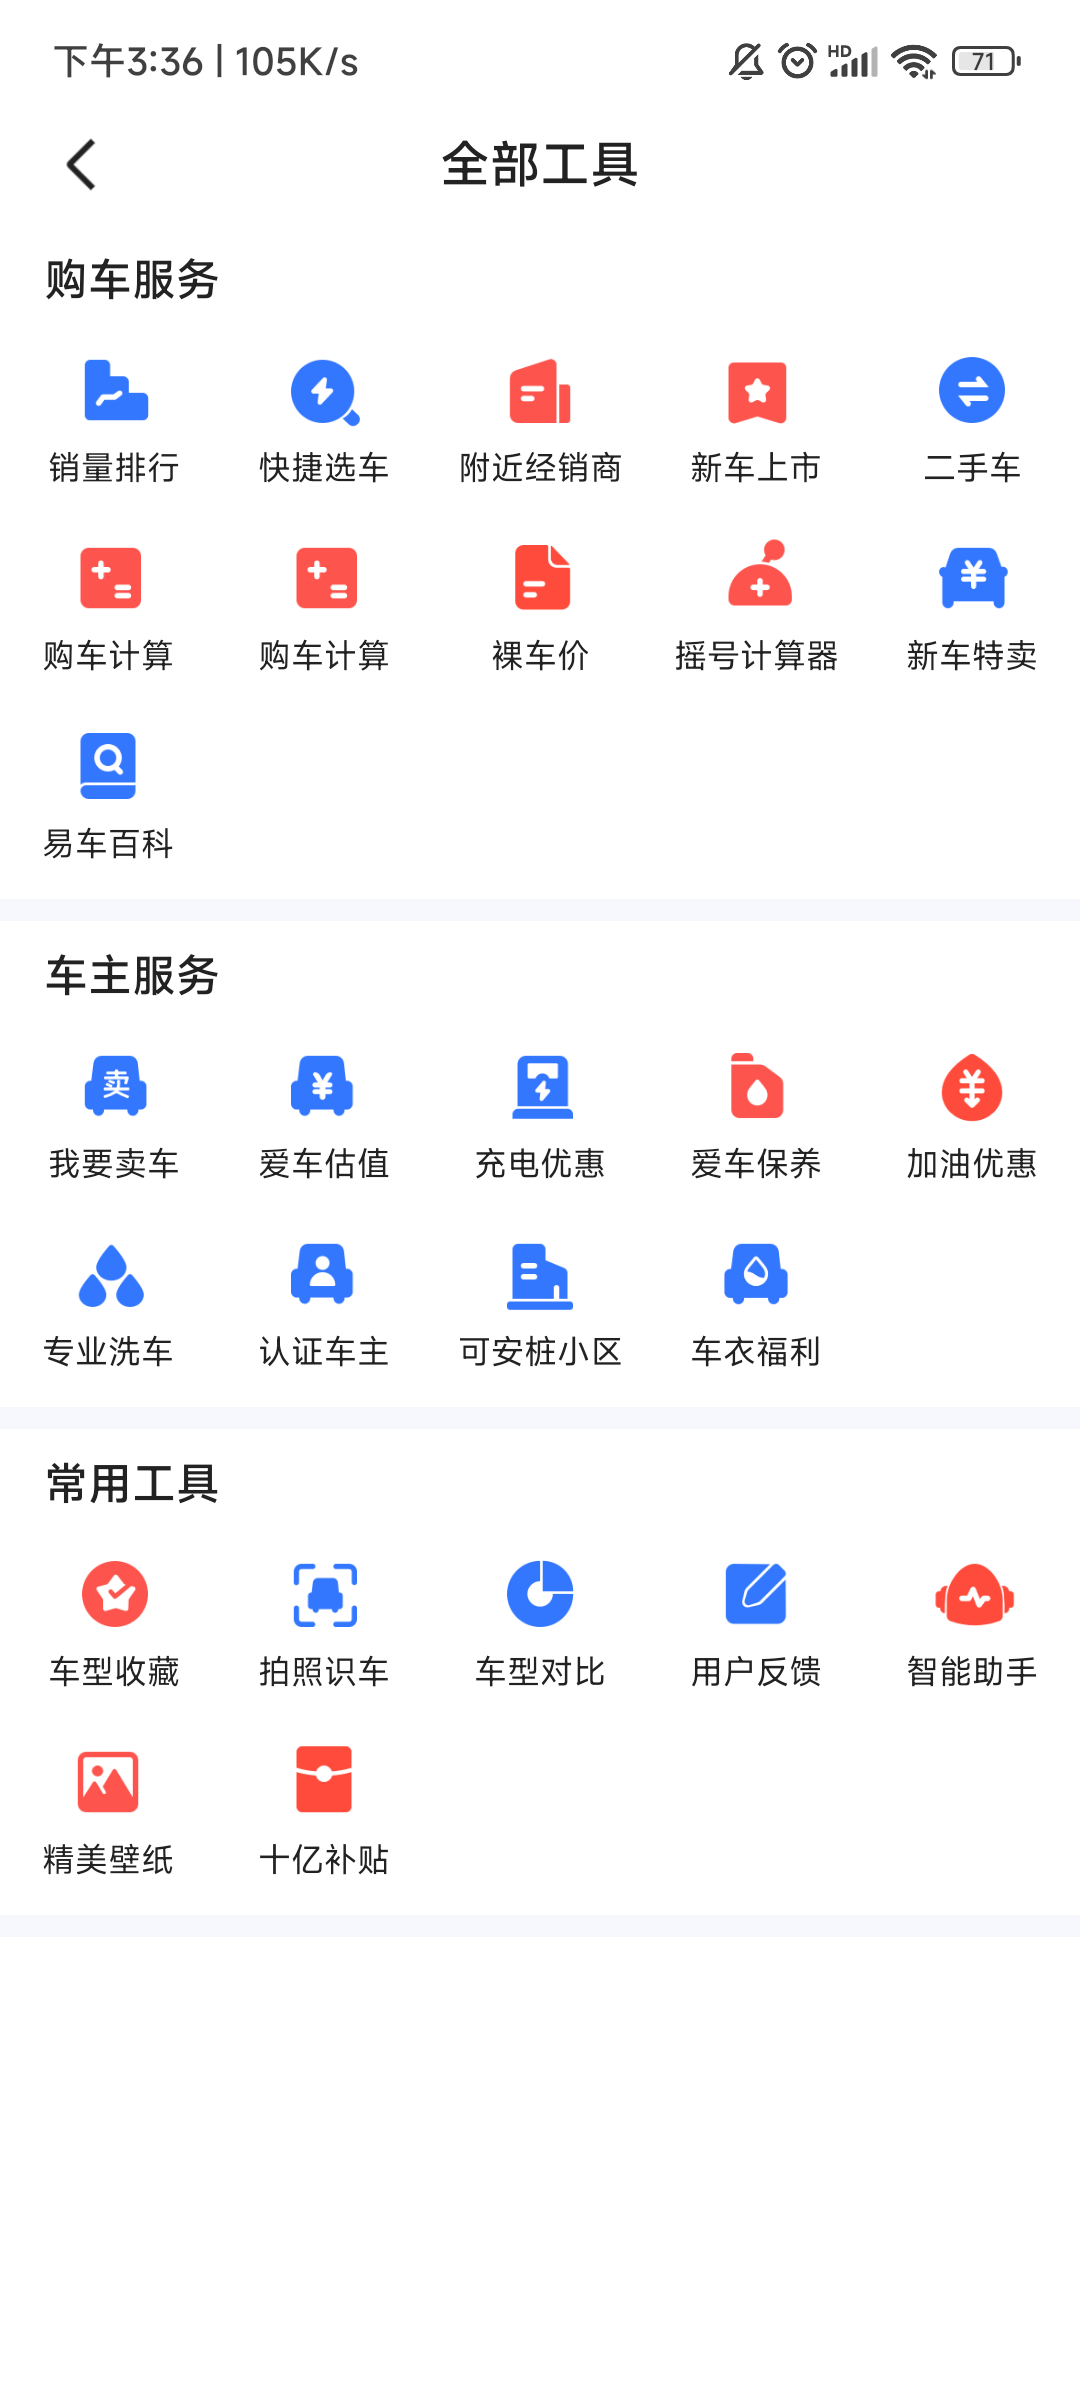 下午3:36 | 105K/s HD 71
全部工具
购车服务
销量排行 快捷选车 附近经销商 新车上市 二手车
购车计算 购车计算 裸车价 摇号计算器 新车特卖
易车百科
车主服务
卖 ¥ ¥
我要卖车 爱车估值 充电优惠 爱车保养 加油优惠
专业洗车 认证车主 可安桩小区 车衣福利
常用工具
车型收藏 拍照识车 车型对比 用户反馈 智能助手
精美壁纸 十亿补贴